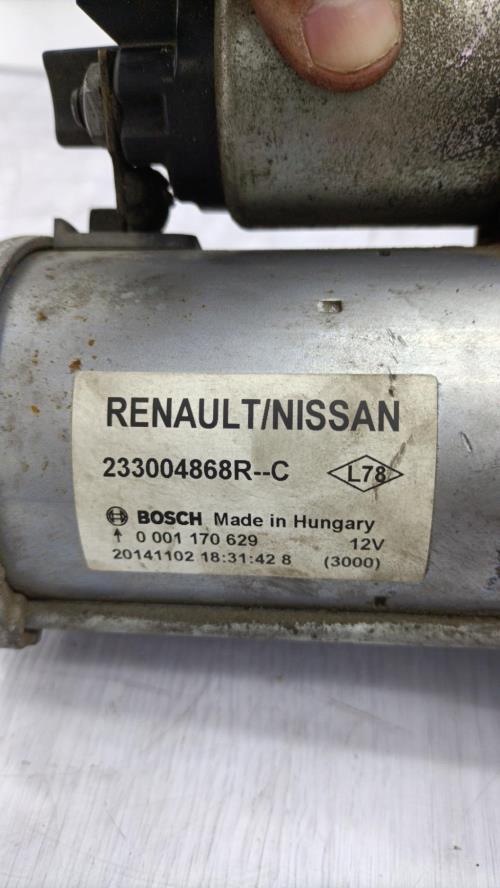 RENAULT/NISSAN
233004868R--C L78
BOSCH Made in Hungary
0 001 170 629 12V
20141102 18:31:42 8 (3000)